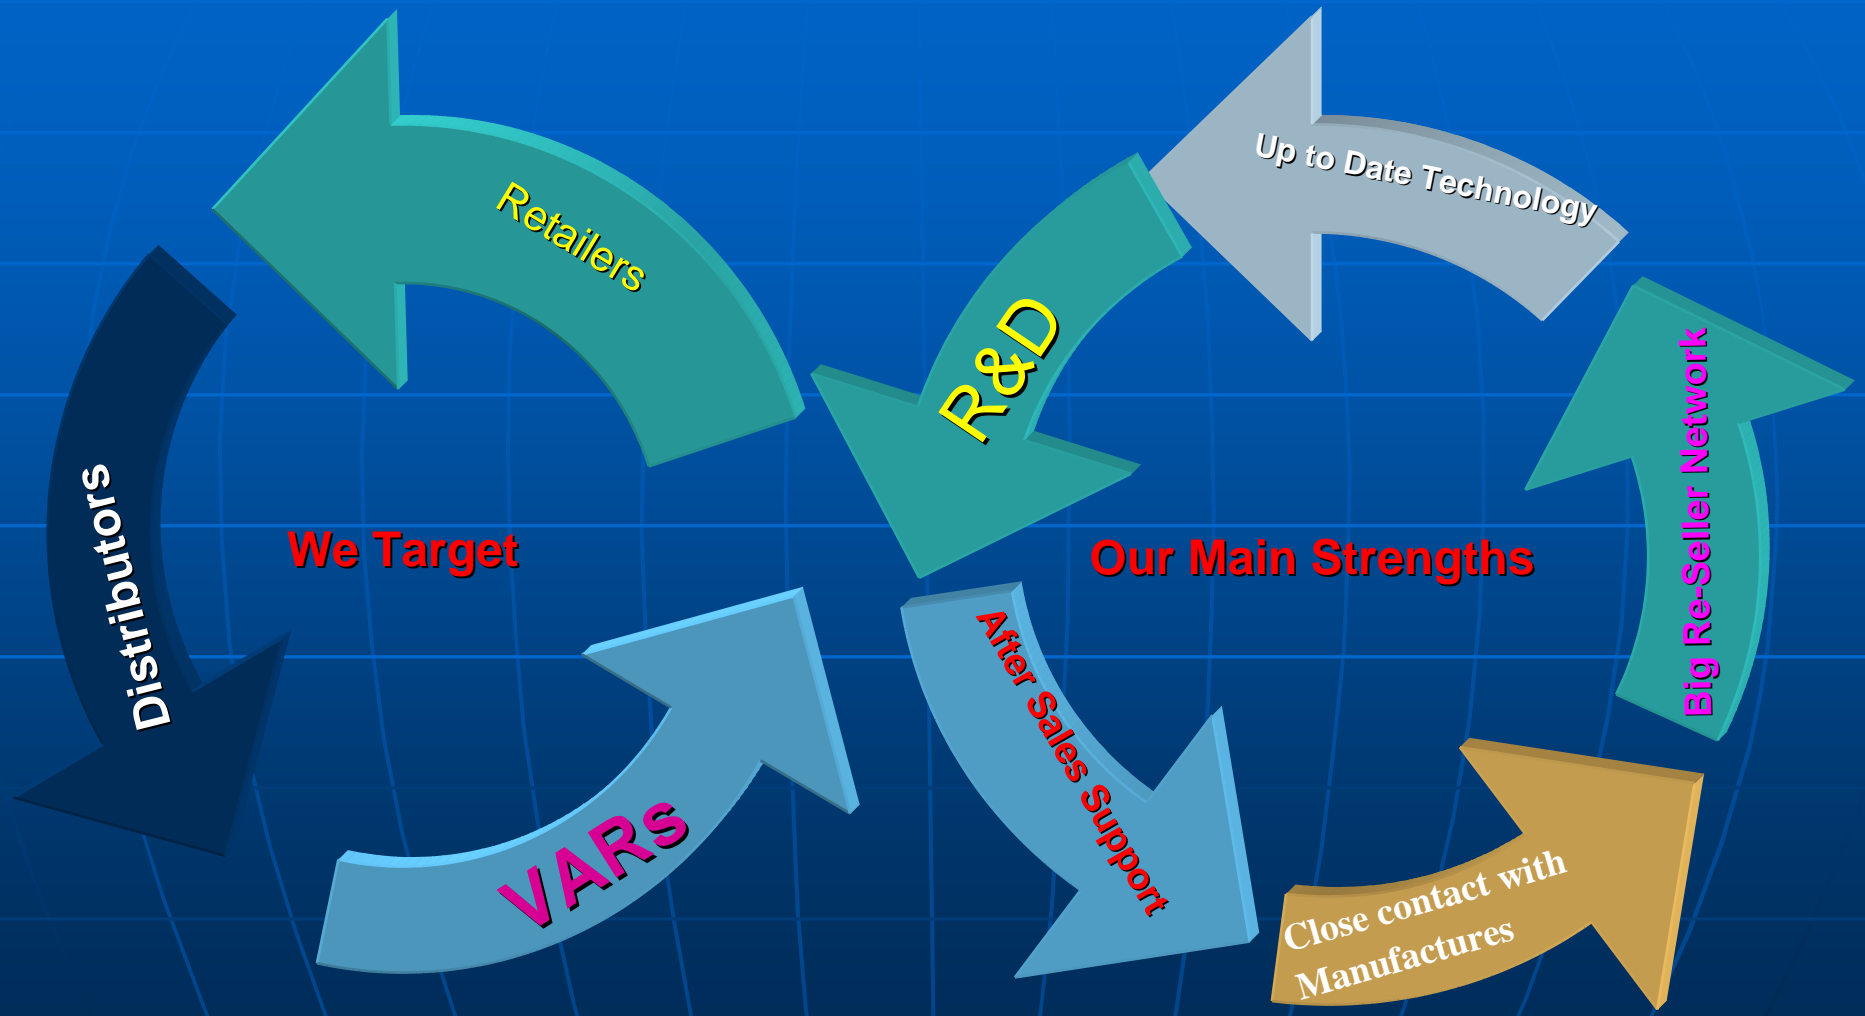 Retailers
Distributors
We Target
VARs
Up to Date Technology
R&D
Big Re-Seller Network
Our Main Strengths
After Sales Support
Close contact with
Manufactures